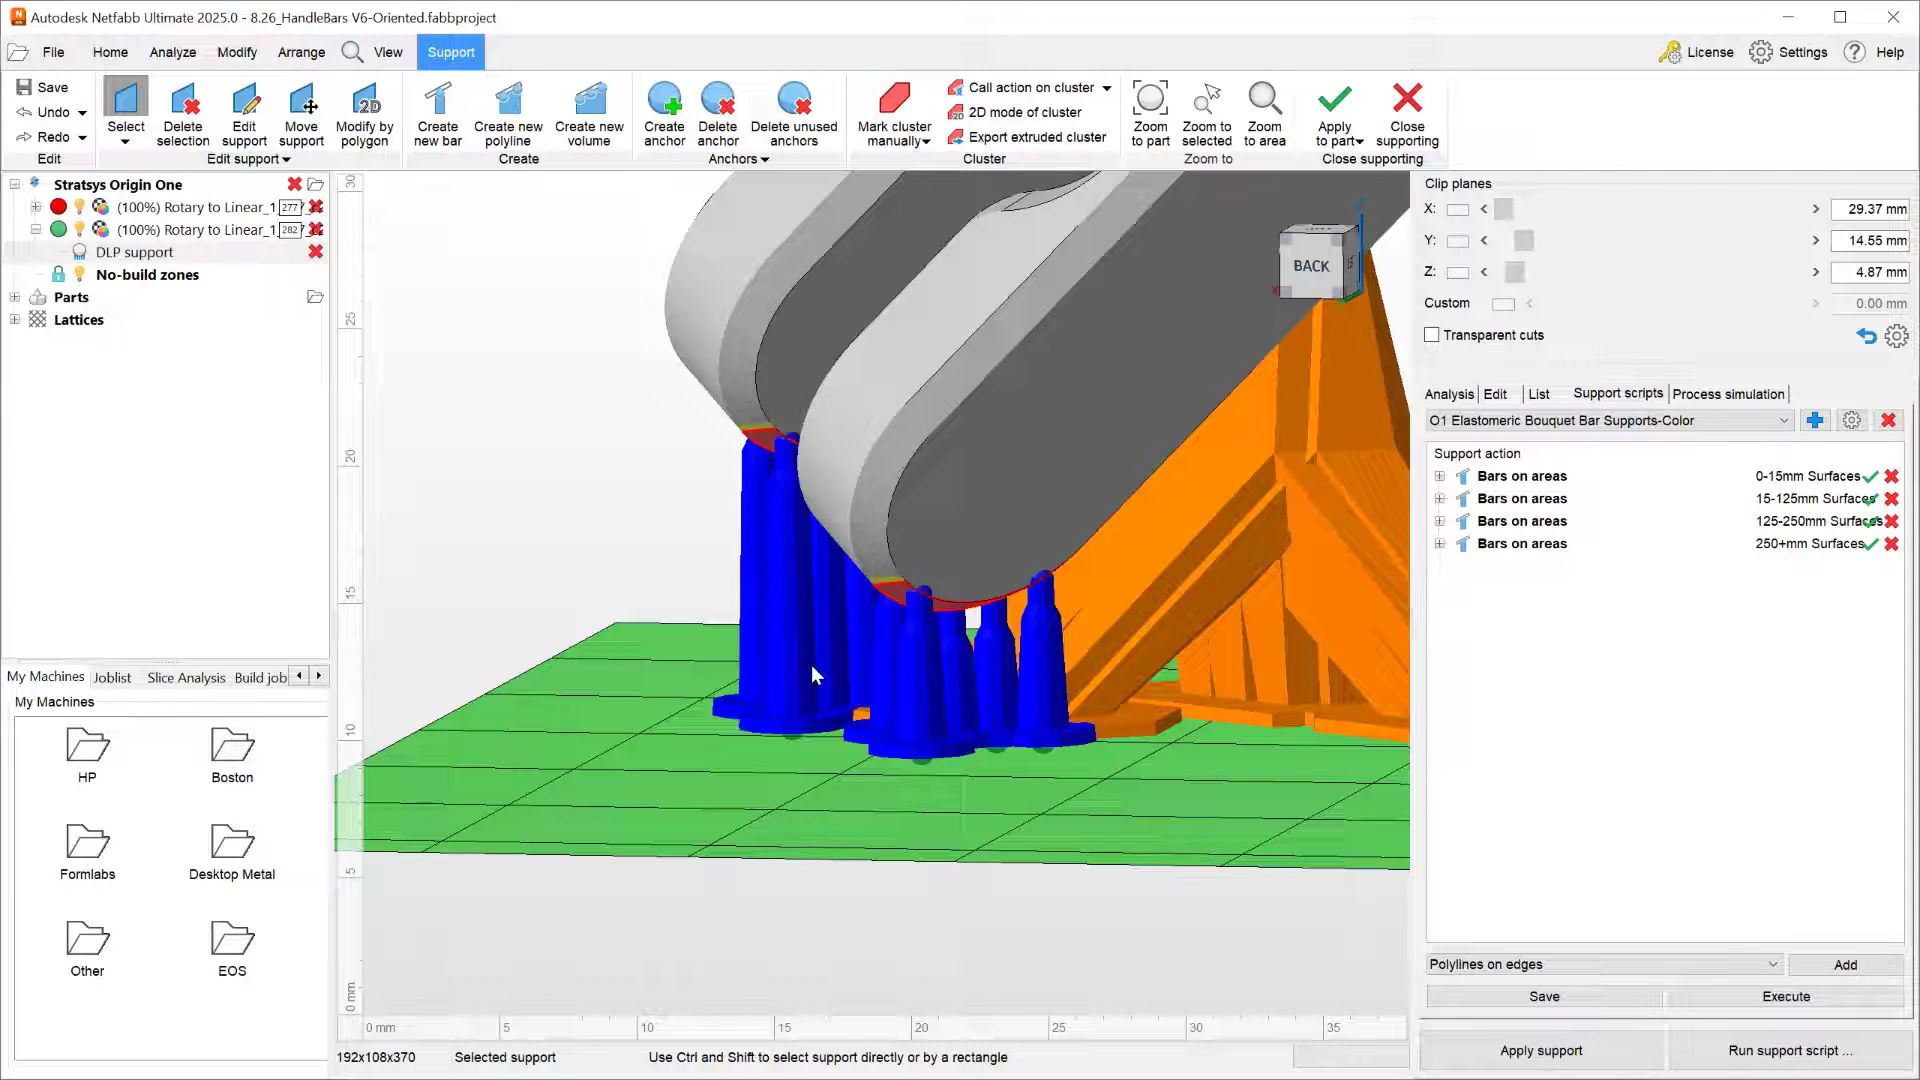 Autodesk Netfabb Ultimate 2025.0 - 8.26_HandleBars V6-Oriented.fabbproject
File Home Analyze Modify Arrange View Support License Settings Help
Save
Undo
Redo
Edit
Select
Delete selection
Edit support
Move support
Modify by polygon
Edit support
Create new bar
Create new polyline
Create new volume
Create
Create anchor
Delete anchor
Delete unused anchors
Anchors
Mark cluster manually
Call action on cluster
2D mode of cluster
Export extruded cluster
Cluster
Zoom to part
Zoom to selected
Zoom to area
Zoom to
Apply to part
Close supporting
Close supporting
Stratsys Origin One
(100%) Rotary to Linear_1 277
(100%) Rotary to Linear_1 282
DLP support
No-build zones
Parts
Lattices
My Machines Joblist Slice Analysis Build job
My Machines
HP Boston
Formlabs Desktop Metal
Other EOS
30
25
20
15
10
5
0 mm
BACK
0 mm 5 10 15 20 25 30 35
192x108x370 Selected support Use Ctrl and Shift to select support directly or by a rectangle
Clip planes
X: 29.37 mm
Y: 14.55 mm
Z: 4.87 mm
Custom 0.00 mm
Transparent cuts
Analysis Edit List Support scripts Process simulation
O1 Elastomeric Bouquet Bar Supports-Color
Support action
Bars on areas 0-15mm Surfaces
Bars on areas 15-125mm Surfaces
Bars on areas 125-250mm Surfaces
Bars on areas 250+mm Surfaces
Polylines on edges Add
Save Execute
Apply support Run support script ...